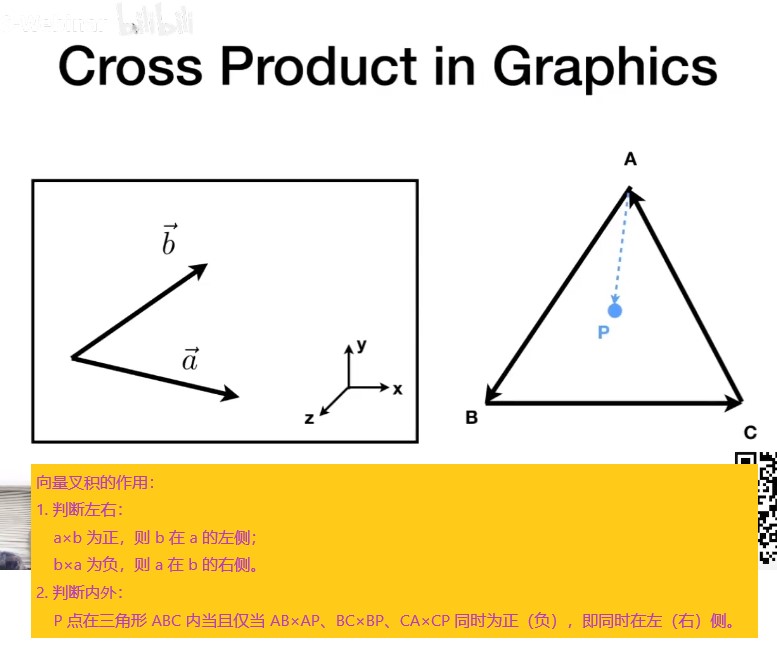 bilibili
Cross Product in Graphics
A
b
a
y
x
z
P
B
C
向量叉积的作用：
1. 判断左右：
a×b 为正，则 b 在 a 的左侧；
b×a 为负，则 a 在 b 的右侧。
2. 判断内外：
P 点在三角形 ABC 内当且仅当 AB×AP、BC×BP、CA×CP 同时为正（负），即同时在左（右）侧。